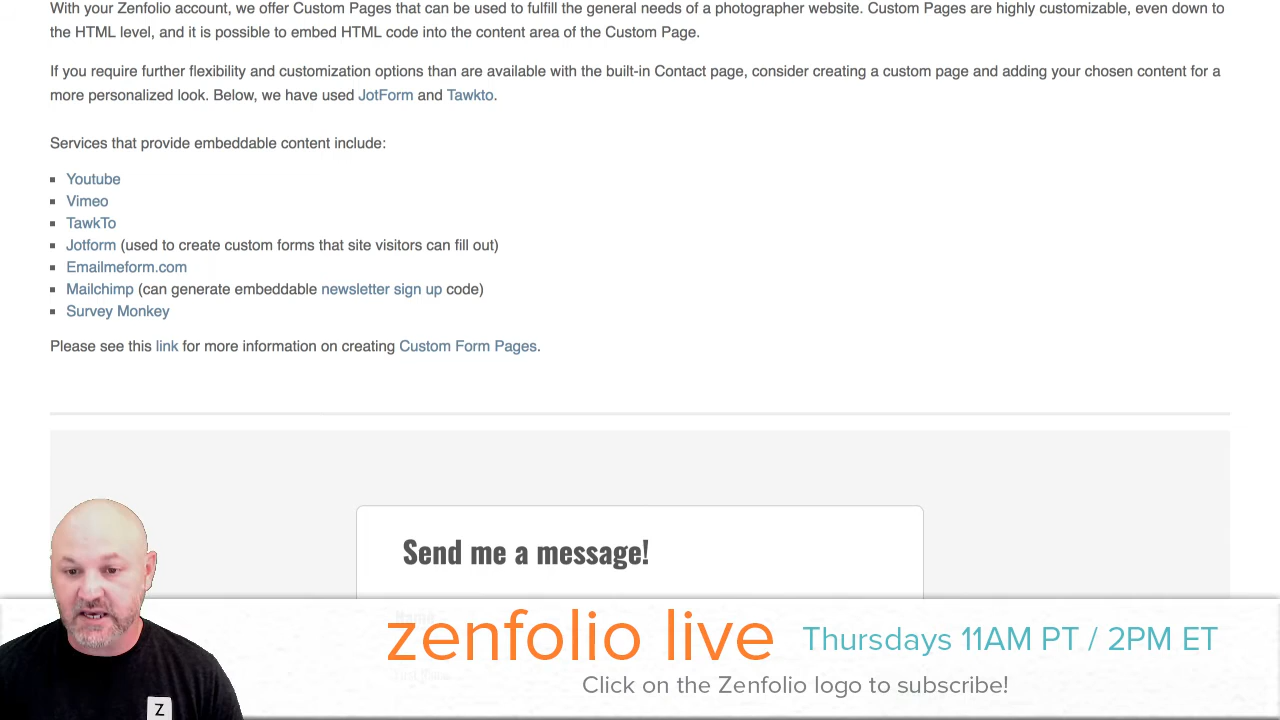 With your Zenfolio account, we offer Custom Pages that can be used to fulfill the general needs of a photographer website. Custom Pages are highly customizable, even down to
the HTML level, and it is possible to embed HTML code into the content area of the Custom Page.
If you require further flexibility and customization options than are available with the built-in Contact page, consider creating a custom page and adding your chosen content for a
more personalized look. Below, we have used JotForm and Tawkto.
Services that provide embeddable content include:
Youtube
Vimeo
TawkTo
Jotform (used to create custom forms that site visitors can fill out)
Emailmeform.com
Mailchimp (can generate embeddable newsletter sign up code)
Survey Monkey
Please see this link for more information on creating Custom Form Pages.
Send me a message!
Name
zenfolio live Thursdays 11AM PT / 2PM ET
Click on the Zenfolio logo to subscribe!
Z